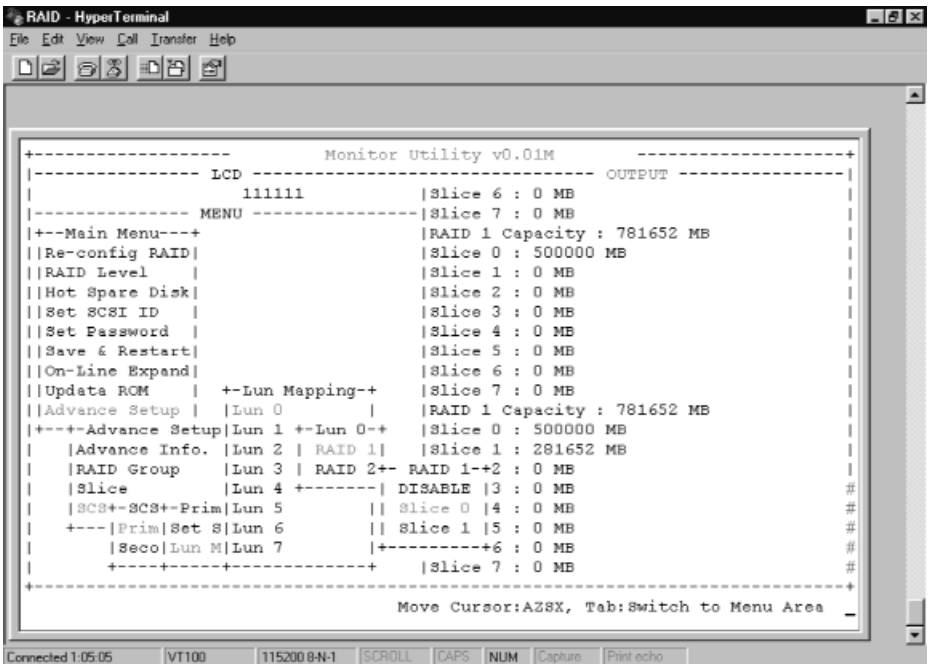 RAID - HyperTerminal
File Edit View Call Transfer Help
+------------------- Monitor Utility v0.01M --------------------+
|---------------- LCD ---------------------------------- OUTPUT ----------------|
| 111111 |Slice 6 : 0 MB |
|--------------- MENU ----------------|Slice 7 : 0 MB |
|+--Main Menu---+ |RAID 1 Capacity : 781652 MB |
||Re-config RAID| |Slice 0 : 500000 MB |
||RAID Level | |Slice 1 : 0 MB |
||Hot Spare Disk| |Slice 2 : 0 MB |
||Set SCSI ID | |Slice 3 : 0 MB |
||Set Password | |Slice 4 : 0 MB |
||Save & Restart| |Slice 5 : 0 MB |
||On-Line Expand| |Slice 6 : 0 MB |
||Updata ROM | +-Lun Mapping-+ |Slice 7 : 0 MB |
||Advance Setup | |Lun 0 | |RAID 1 Capacity : 781652 MB |
|+--+-Advance Setup|Lun 1 +-Lun 0-+ |Slice 0 : 500000 MB |
| |Advance Info. |Lun 2 | RAID 1| |Slice 1 : 281652 MB |
| |RAID Group |Lun 3 | RAID 2+- RAID 1-+2 : 0 MB |
| |Slice |Lun 4 +-------| DISABLE |3 : 0 MB #
| |SCS+-SCS+-Prim|Lun 5 || Slice 0 |4 : 0 MB #
| +---|Prim|Set S|Lun 6 || Slice 1 |5 : 0 MB #
| |Seco|Lun M|Lun 7 |+----------+6 : 0 MB #
| +----+-----+--------------+ |Slice 7 : 0 MB #
+-------------------------------------------------------------------------------+
Move Cursor:AZSX, Tab:Switch to Menu Area _
Connected 1:05:05 VT100 115200 8-N-1 SCROLL CAPS NUM Capture Print echo